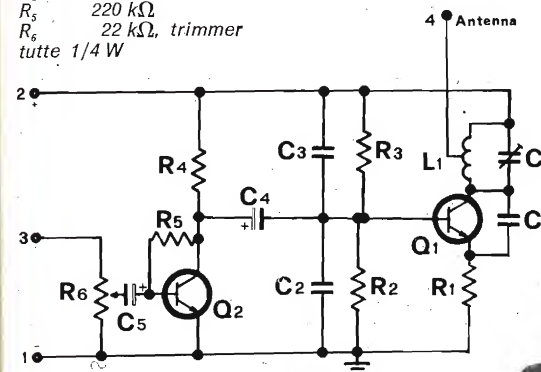 R5 220 kΩ
R6 22 kΩ, trimmer
tutte 1/4 W
4 Antenna
2
+
C3
R3
L1
C
R4
C4
+
R5
Q1
C
3
R6
+
C5
Q2
C2
R2
R1
1
-